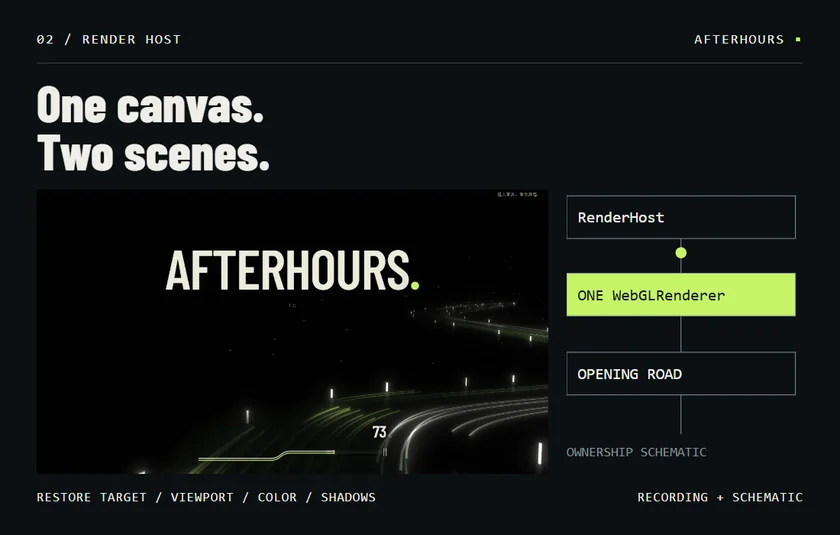 02 / RENDER HOST
AFTERHOURS
One canvas.
Two scenes.
AFTERHOURS.
73
RenderHost
ONE WebGLRenderer
OPENING ROAD
OWNERSHIP SCHEMATIC
RESTORE TARGET / VIEWPORT / COLOR / SHADOWS
RECORDING + SCHEMATIC